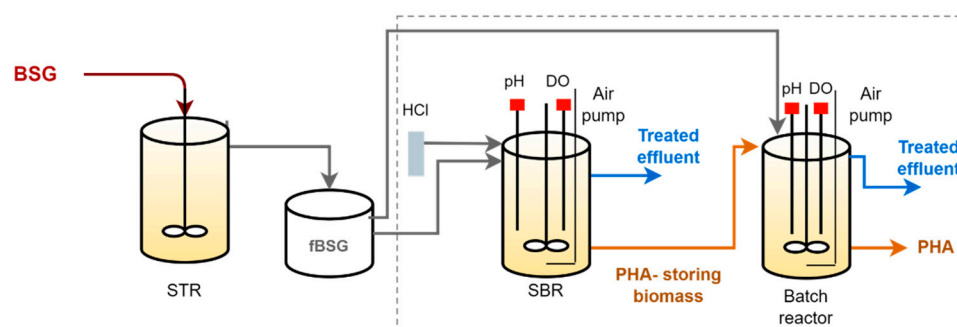 BSG
STR
fBSG
HCl
pH
DO
Air
pump
Treated
effluent
SBR
PHA- storing
biomass
pH
DO
Air
pump
Treated
effluent
PHA
Batch
reactor